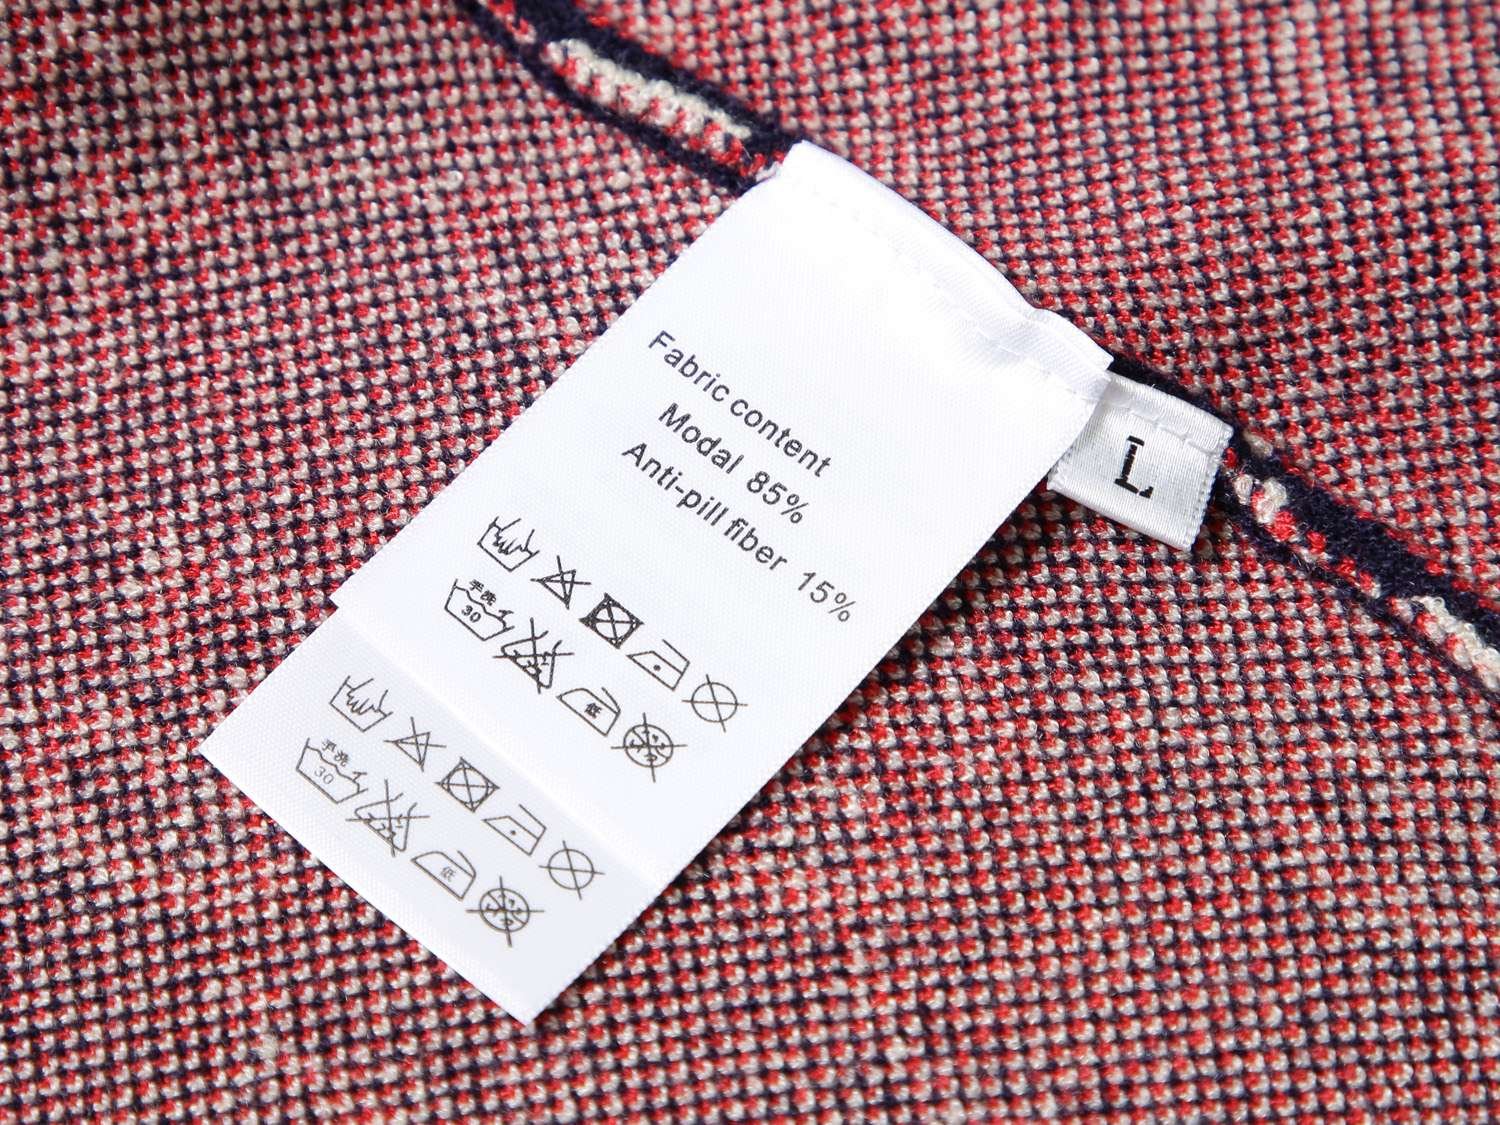 Fabric content
Modal 85%
Anti-pill fiber 15%
手洗
30
低
手洗
30
低
L